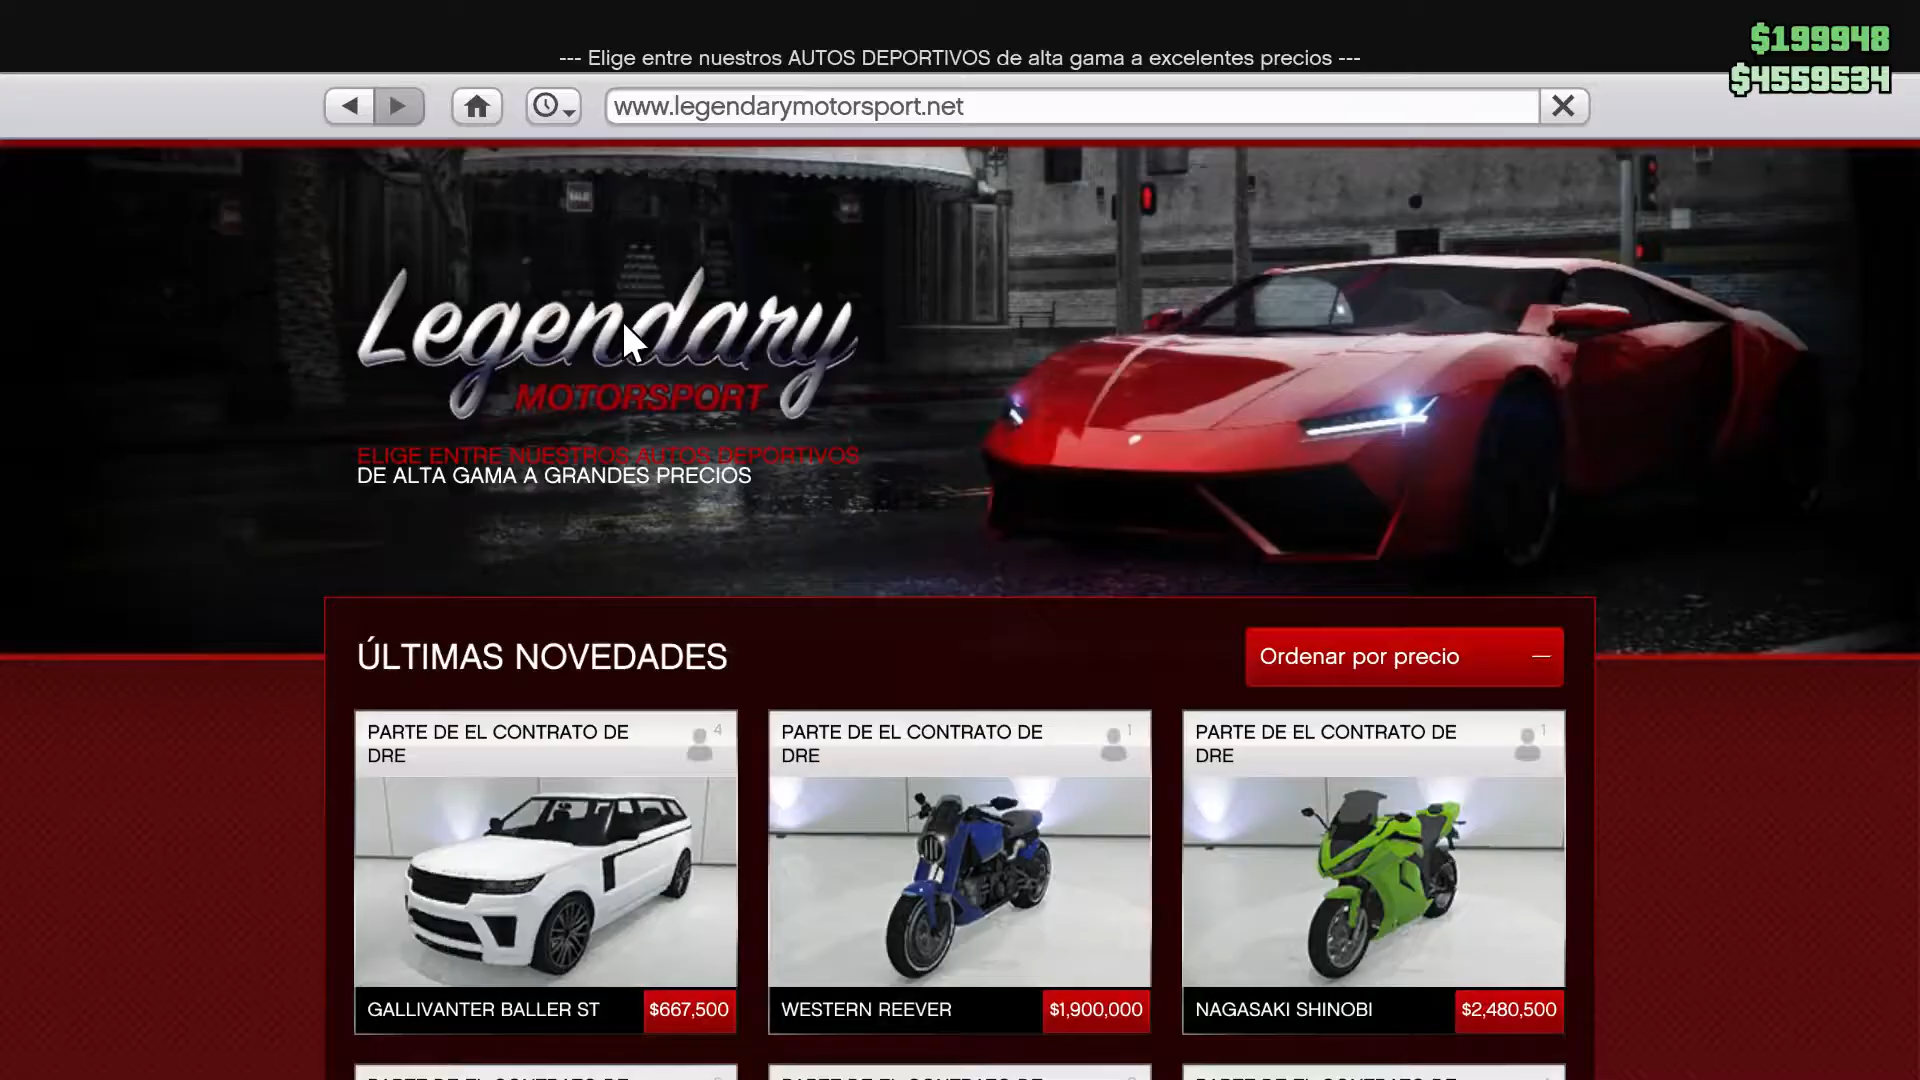 $199948
--- Elige entre nuestros AUTOS DEPORTIVOS de alta gama a excelentes precios ---
$4559534
www.legendarymotorsport.net
Legendary
MOTORSPORT
ELIGE ENTRE NUESTROS AUTOS DEPORTIVOS
DE ALTA GAMA A GRANDES PRECIOS
ÚLTIMAS NOVEDADES
Ordenar por precio
PARTE DE EL CONTRATO DE
DRE
4
GALLIVANTER BALLER ST
$667,500
PARTE DE EL CONTRATO DE
DRE
1
WESTERN REEVER
$1,900,000
PARTE DE EL CONTRATO DE
DRE
1
NAGASAKI SHINOBI
$2,480,500